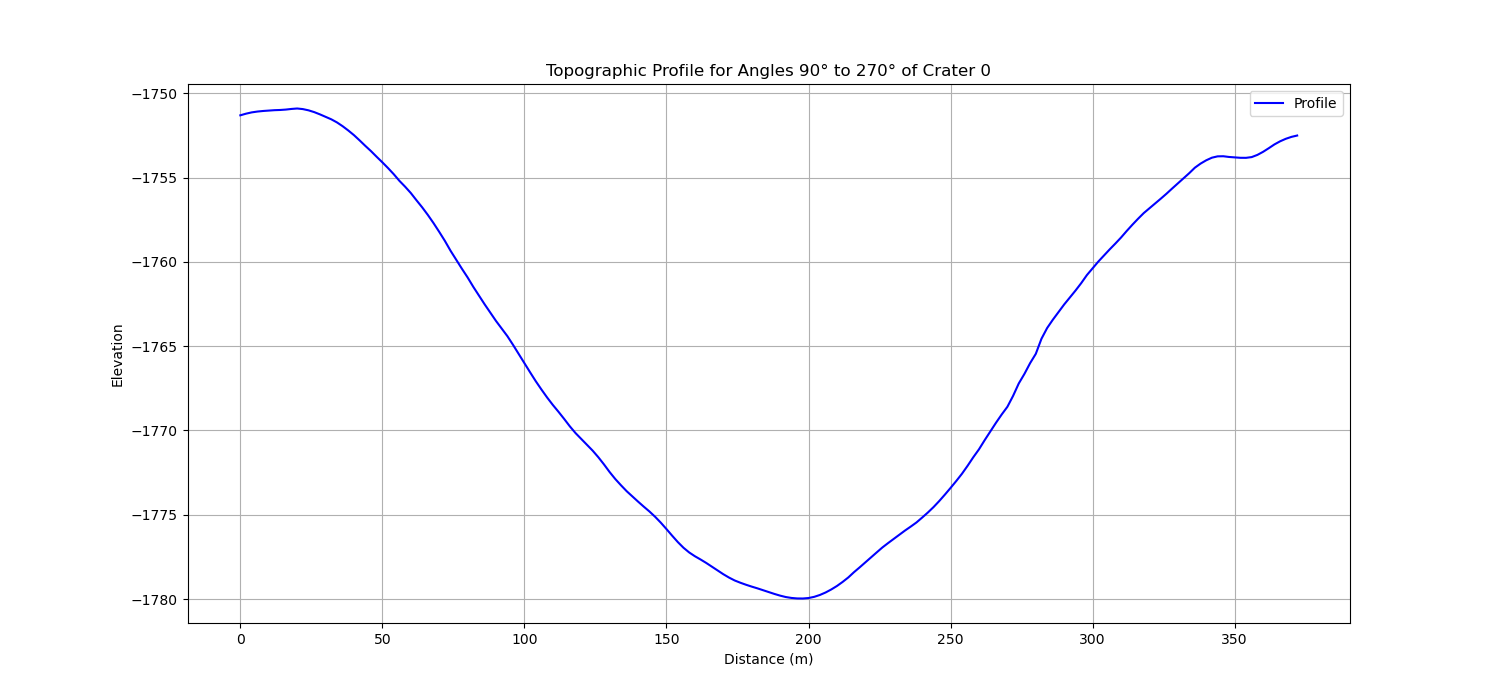 Topographic Profile for Angles 90° to 270° of Crater 0
Profile
Elevation
−1750
−1755
−1760
−1765
−1770
−1775
−1780
0 50 100 150 200 250 300 350
Distance (m)